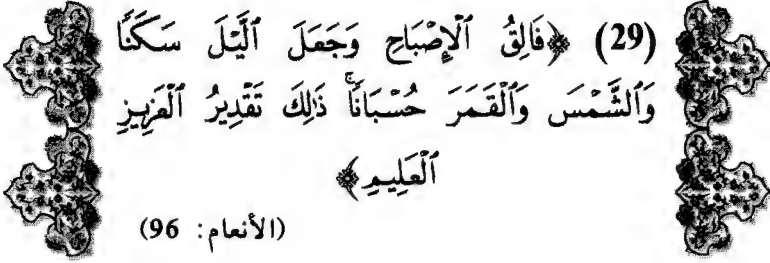 (29) ﴿فَالِقُ ٱلْإِصْبَاحِ وَجَعَلَ ٱلَّيْلَ سَكَنًا
وَٱلشَّمْسَ وَٱلْقَمَرَ حُسْبَانًاۚ ذَٰلِكَ تَقْدِيرُ ٱلْعَزِيزِ
ٱلْعَلِيمِ﴾
(الأنعام: 96)